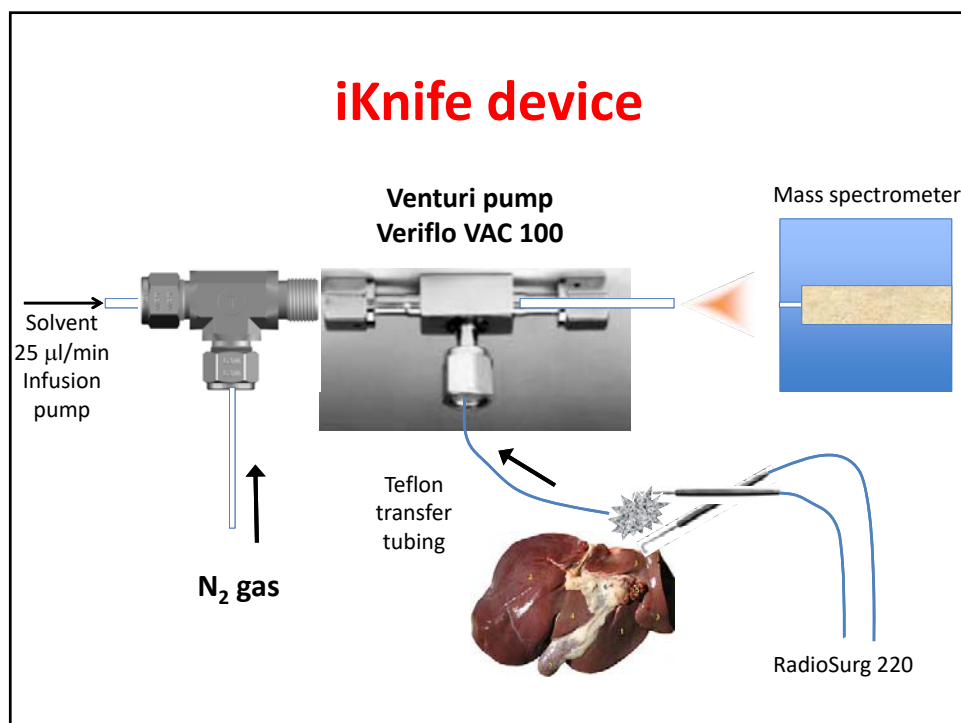 iKnife device
Venturi pump
Veriflo VAC 100
Mass spectrometer
Solvent
25 μl/min
Infusion
pump
Teflon
transfer
tubing
N₂ gas
RadioSurg 220